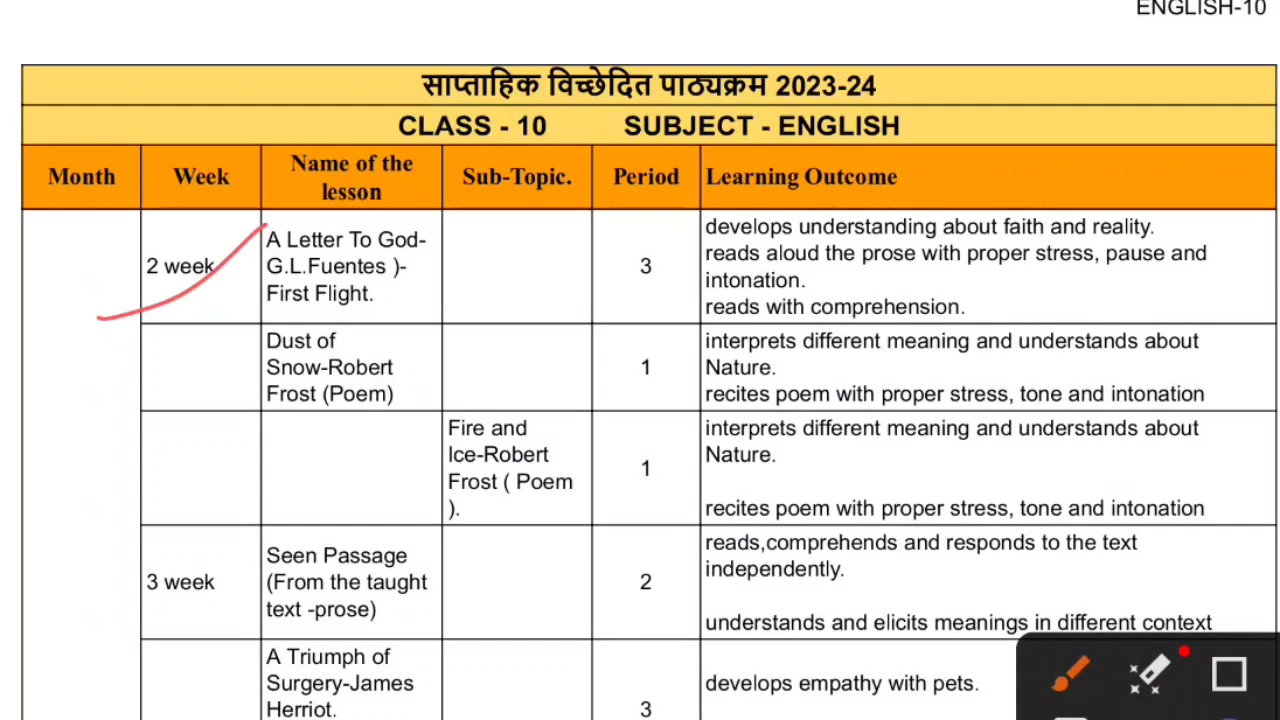 ENGLISH-10
साप्ताहिक विच्छेदित पाठ्यक्रम 2023-24
CLASS - 10 SUBJECT - ENGLISH
Month Week Name of the lesson Sub-Topic. Period Learning Outcome
2 week
A Letter To God-
G.L.Fuentes )-
First Flight.
3
develops understanding about faith and reality.
reads aloud the prose with proper stress, pause and
intonation.
reads with comprehension.
Dust of
Snow-Robert
Frost (Poem)
1
interprets different meaning and understands about
Nature.
recites poem with proper stress, tone and intonation
Fire and
Ice-Robert
Frost ( Poem
).
1
interprets different meaning and understands about
Nature.
recites poem with proper stress, tone and intonation
3 week
Seen Passage
(From the taught
text -prose)
2
reads,comprehends and responds to the text
independently.
understands and elicits meanings in different context
A Triumph of
Surgery-James
Herriot.
3
develops empathy with pets.